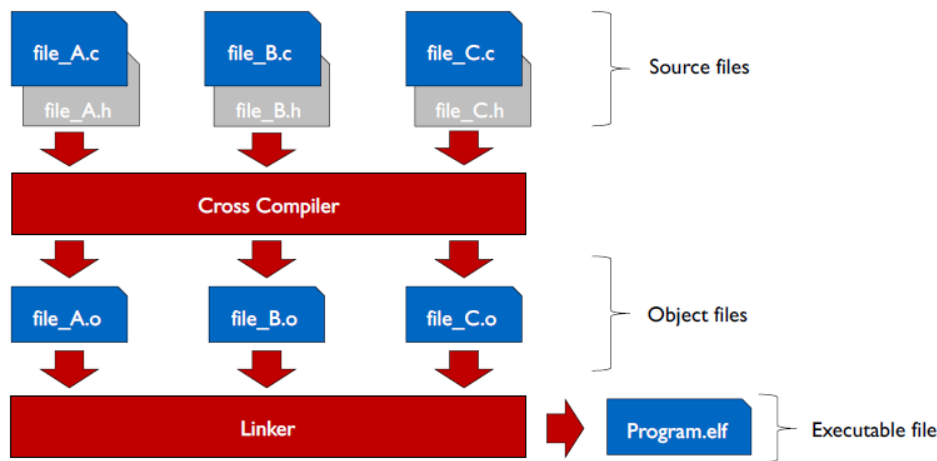 file_A.c
file_B.c
file_C.c
Source files
file_A.h
file_B.h
file_C.h
Cross Compiler
file_A.o
file_B.o
file_C.o
Object files
Linker
Program.elf
Executable file